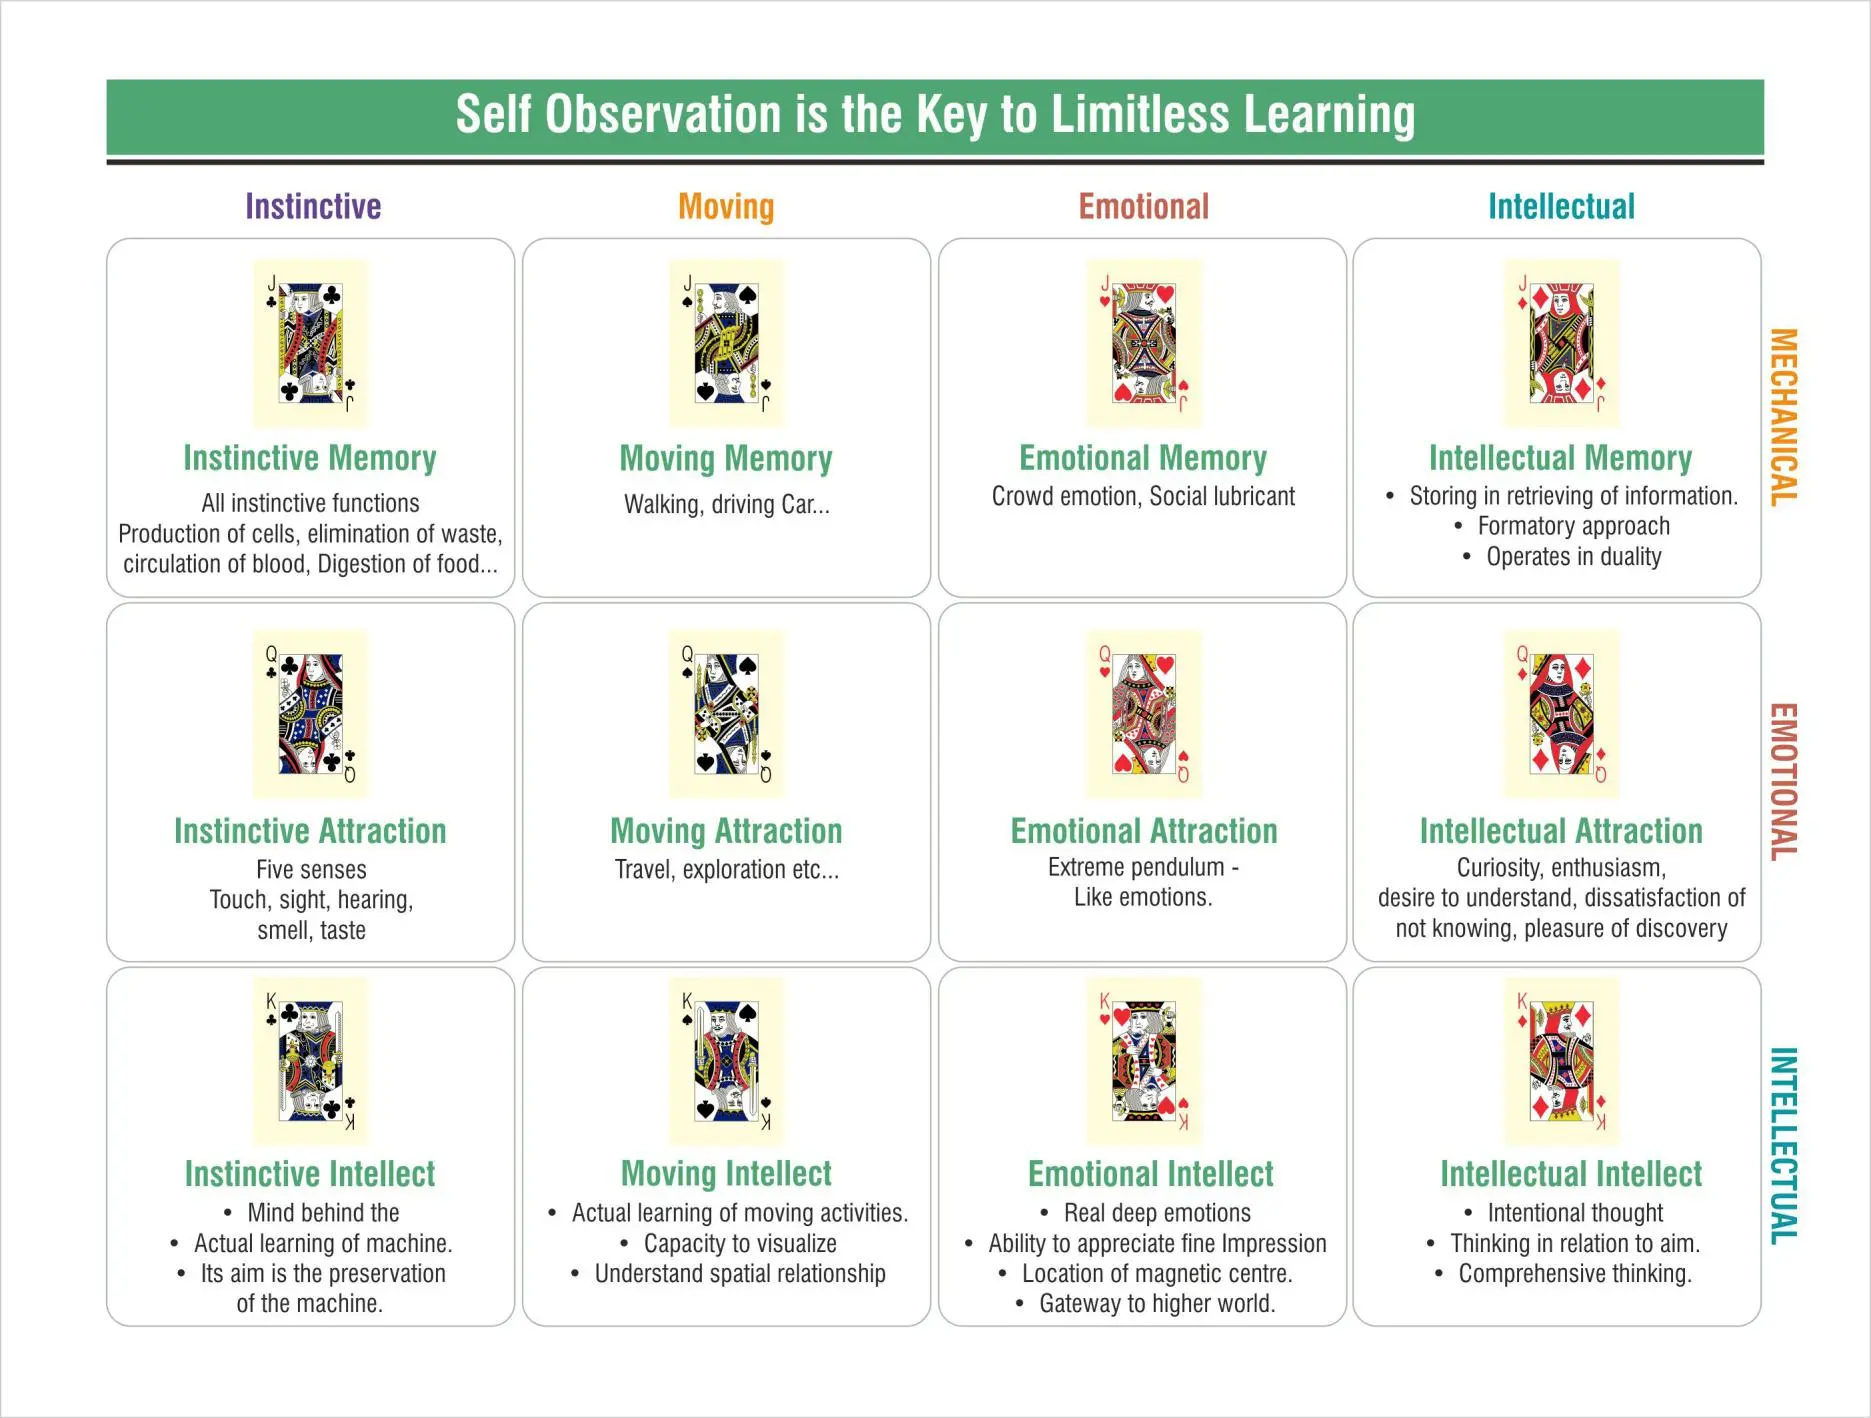 Self Observation is the Key to Limitless Learning
Instinctive
Moving
Emotional
Intellectual
J
J
Instinctive Memory
All instinctive functions
Production of cells, elimination of waste,
circulation of blood, Digestion of food...
J
J
Moving Memory
Walking, driving Car...
J
J
Emotional Memory
Crowd emotion, Social lubricant
J
J
Intellectual Memory
• Storing in retrieving of information.
• Formatory approach
• Operates in duality
MECHANICAL
Q
Q
Instinctive Attraction
Five senses
Touch, sight, hearing,
smell, taste
Q
Q
Moving Attraction
Travel, exploration etc...
Q
Q
Emotional Attraction
Extreme pendulum -
Like emotions.
Q
Q
Intellectual Attraction
Curiosity, enthusiasm,
desire to understand, dissatisfaction of
not knowing, pleasure of discovery
EMOTIONAL
K
K
Instinctive Intellect
• Mind behind the
• Actual learning of machine.
• Its aim is the preservation
of the machine.
K
K
Moving Intellect
• Actual learning of moving activities.
• Capacity to visualize
• Understand spatial relationship
K
K
Emotional Intellect
• Real deep emotions
• Ability to appreciate fine Impression
• Location of magnetic centre.
• Gateway to higher world.
K
K
Intellectual Intellect
• Intentional thought
• Thinking in relation to aim.
• Comprehensive thinking.
INTELLECTUAL